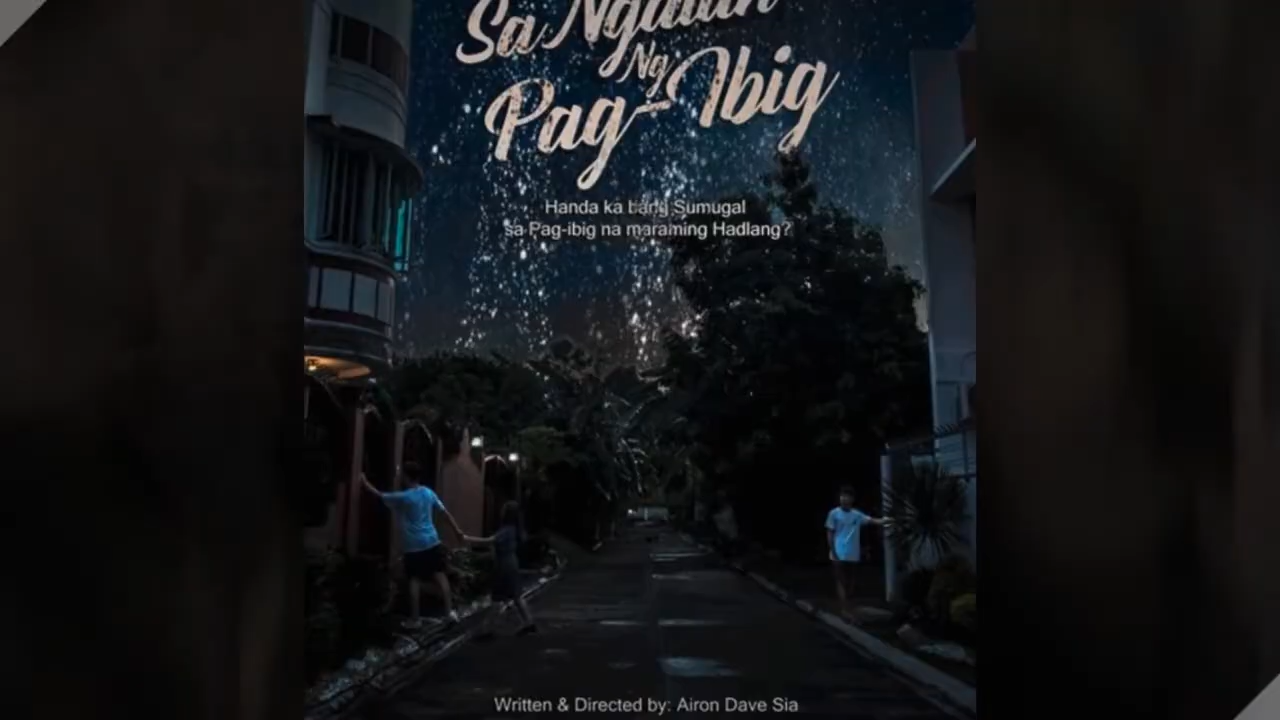 Sa Ngalan
Ng
Pag-Ibig
Handa ka bang Sumugal
sa Pag-ibig na maraming Hadlang?
Written & Directed by: Airon Dave Sia